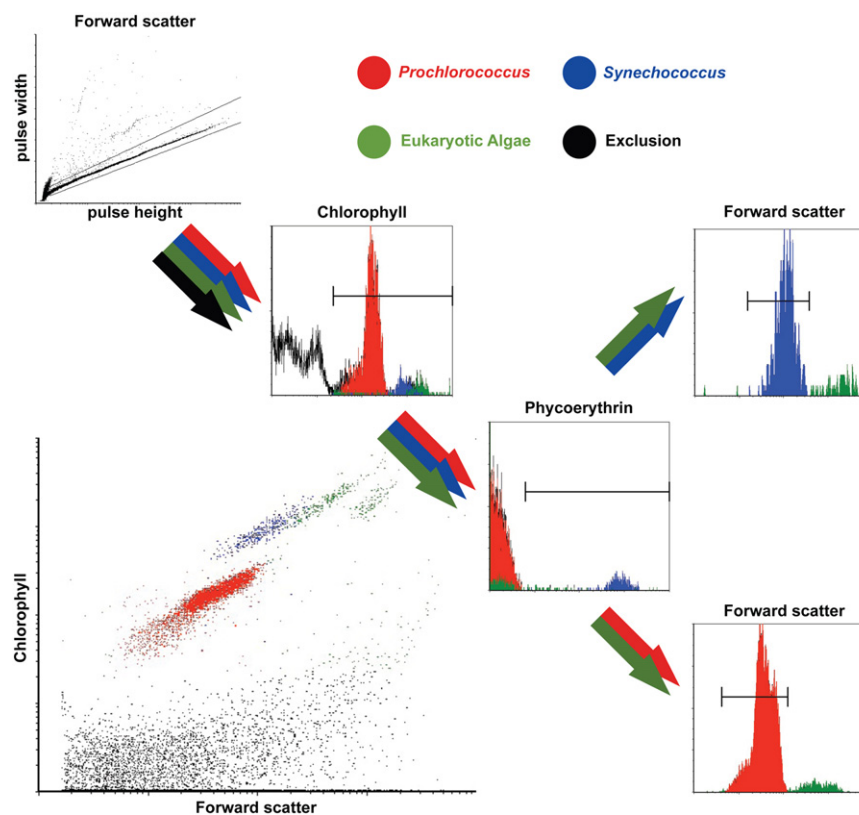 Forward scatter
pulse width
pulse height
Prochlorococcus
Synechococcus
Eukaryotic Algae
Exclusion
Chlorophyll
Forward scatter
Phycoerythrin
Chlorophyll
Forward scatter
Forward scatter